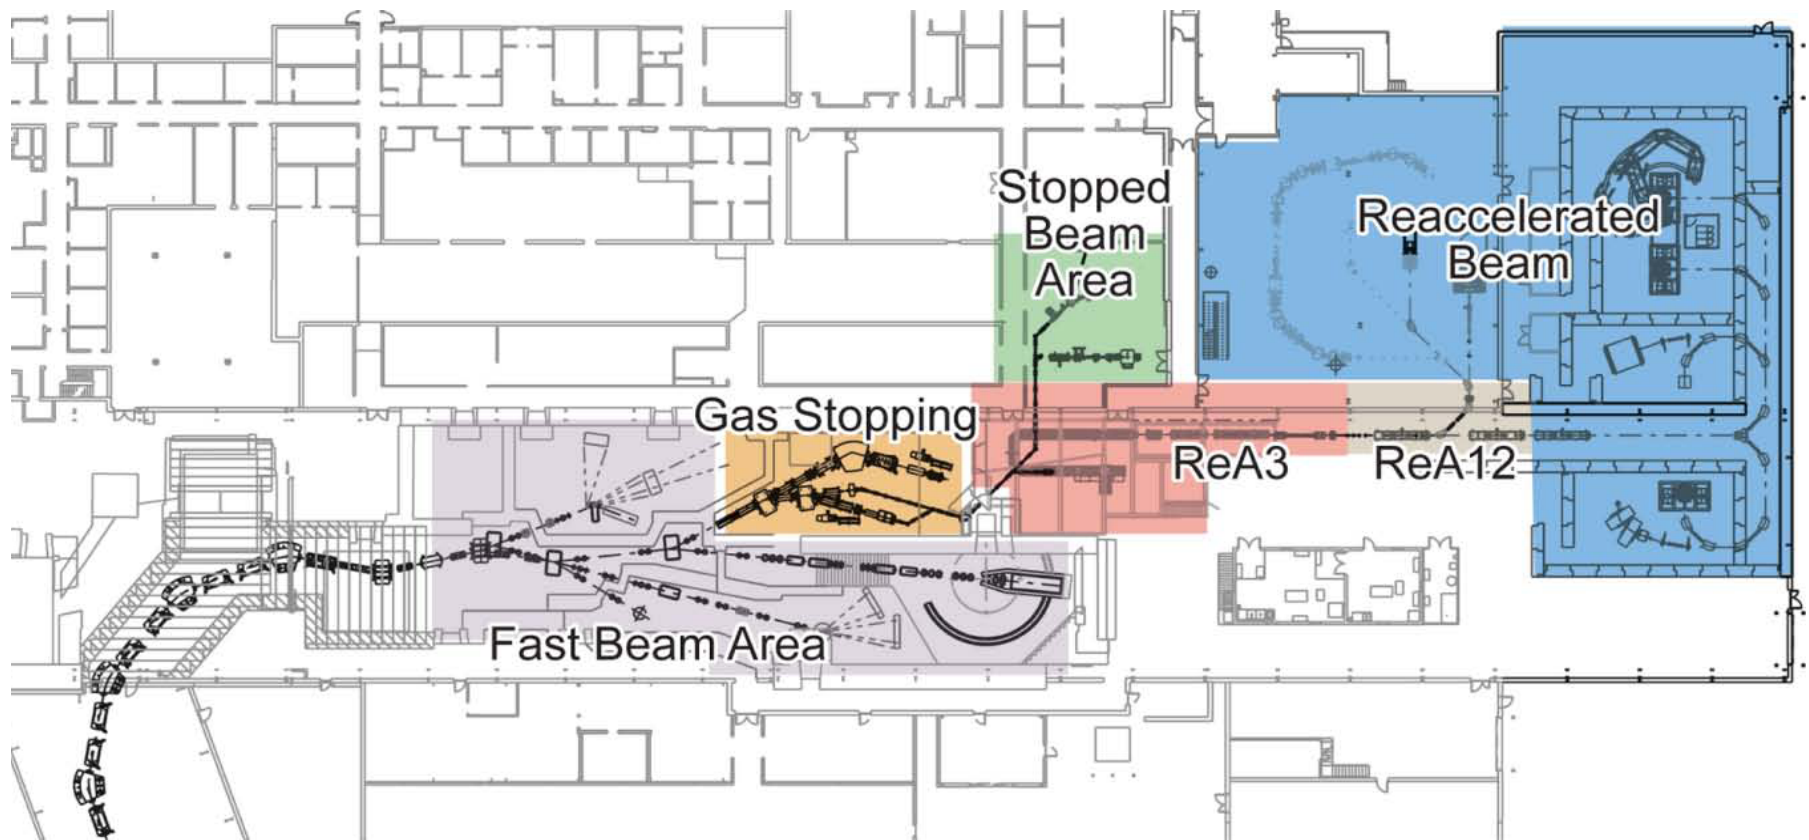 Stopped
Beam
Area
Reaccelerated
Beam
Gas Stopping
ReA3
ReA12
Fast Beam Area